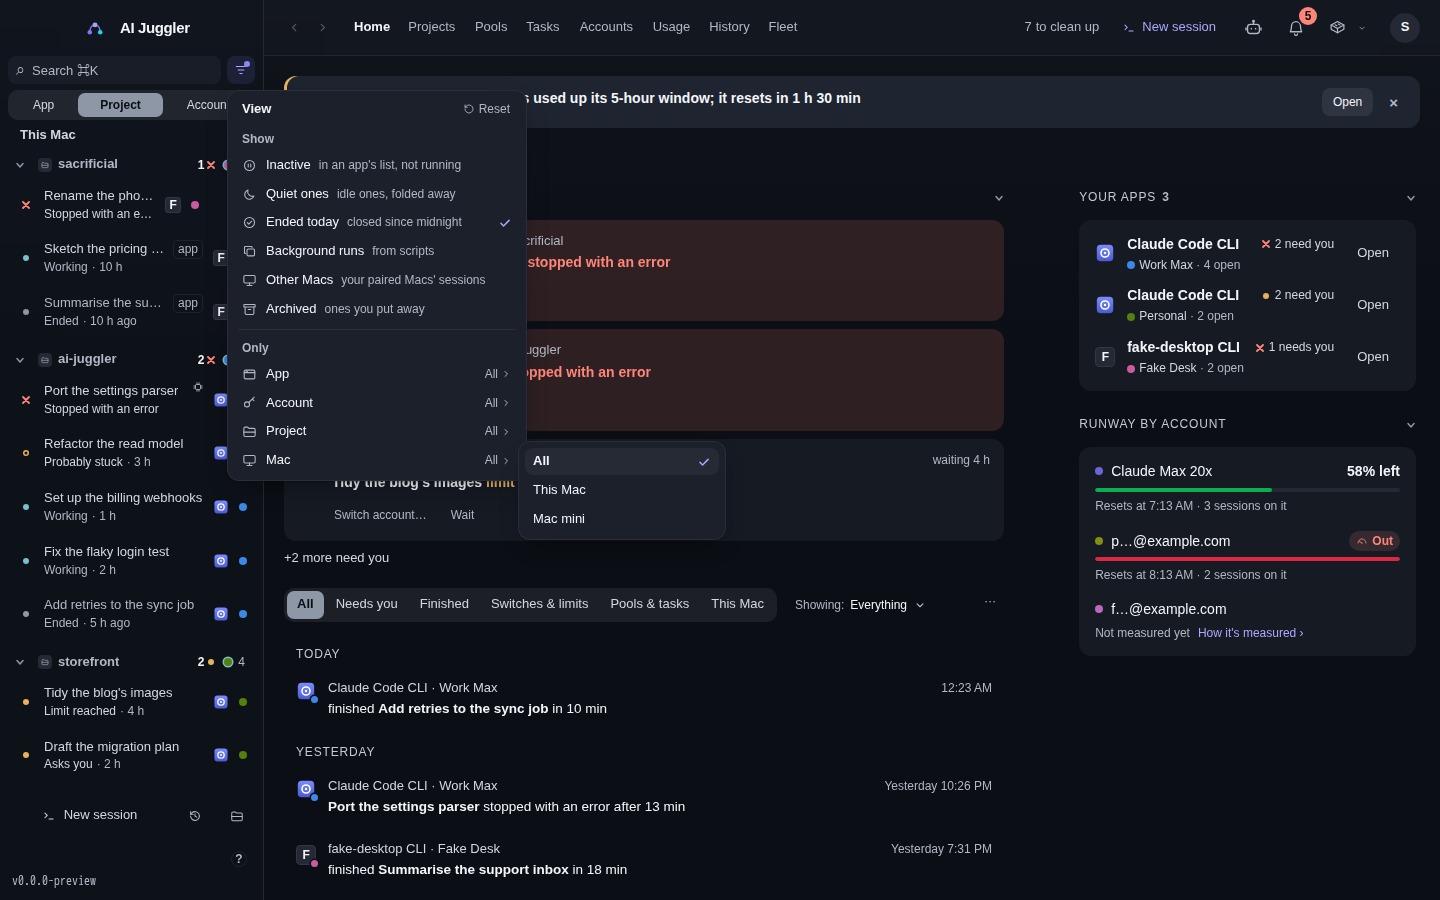 AI Juggler
Home Projects Pools Tasks Accounts Usage History Fleet
7 to clean up
New session
5
S
Search ⌘K
App Project Accoun
This Mac
sacrificial 1
Rename the pho… F
Stopped with an e…
Sketch the pricing … app F
Working · 10 h
Summarise the su… app F
Ended · 10 h ago
ai-juggler 2
Port the settings parser
Stopped with an error
Refactor the read model
Probably stuck · 3 h
Set up the billing webhooks
Working · 1 h
Fix the flaky login test
Working · 2 h
Add retries to the sync job
Ended · 5 h ago
storefront 2 4
Tidy the blog's images
Limit reached · 4 h
Draft the migration plan
Asks you · 2 h
New session
?
v0.0.0-preview
used up its 5-hour window; it resets in 1 h 30 min
Open ×
View Reset
Show
Inactive in an app's list, not running
Quiet ones idle ones, folded away
Ended today closed since midnight
Background runs from scripts
Other Macs your paired Macs' sessions
Archived ones you put away
Only
App All
Account All
Project All
Mac All
All
This Mac
Mac mini
stopped with an error
with an error
waiting 4 h
Tidy the blog's images limit
Switch account… Wait
+2 more need you
All Needs you Finished Switches & limits Pools & tasks This Mac
Showing: Everything
…
TODAY
Claude Code CLI · Work Max 12:23 AM
finished Add retries to the sync job in 10 min
YESTERDAY
Claude Code CLI · Work Max Yesterday 10:26 PM
Port the settings parser stopped with an error after 13 min
F
fake-desktop CLI · Fake Desk Yesterday 7:31 PM
finished Summarise the support inbox in 18 min
YOUR APPS 3
Claude Code CLI 2 need you Open
Work Max · 4 open
Claude Code CLI 2 need you Open
Personal · 2 open
F
fake-desktop CLI 1 needs you Open
Fake Desk · 2 open
RUNWAY BY ACCOUNT
Claude Max 20x 58% left
Resets at 7:13 AM · 3 sessions on it
p…@example.com Out
Resets at 8:13 AM · 2 sessions on it
f…@example.com
Not measured yet How it's measured ›